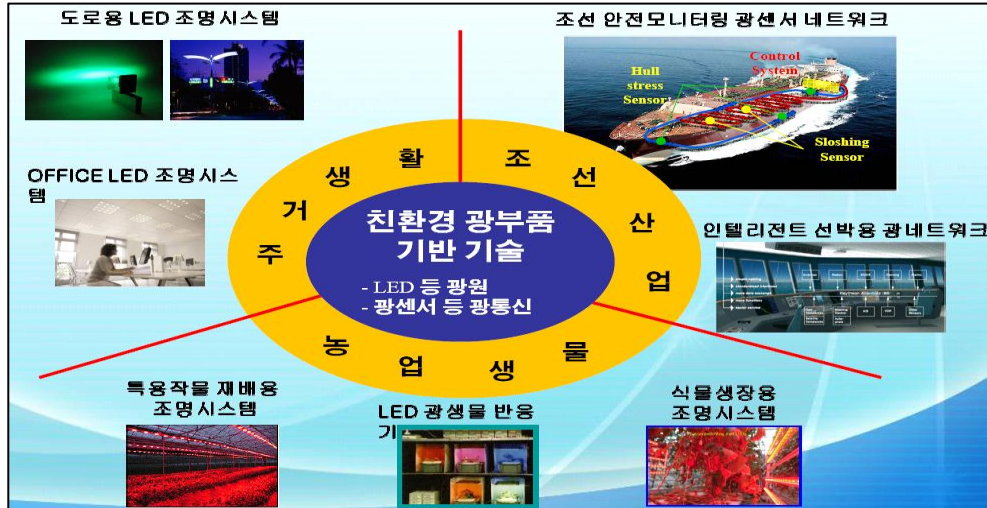 도로용 LED 조명시스템
조선 안전모니터링 광센서 네트워크
Control
System
Hull
stress
Sensor
Sloshing
Sensor
OFFICE LED 조명시스
템
인텔리전트 선박용 광네트워크
주거생활
조선산업
농업생물
친환경 광부품
기반 기술
- LED 등 광원
- 광센서 등 광통신
특용작물 재배용
조명시스템
LED 광생물 반응
기
식물생장용
조명시스템